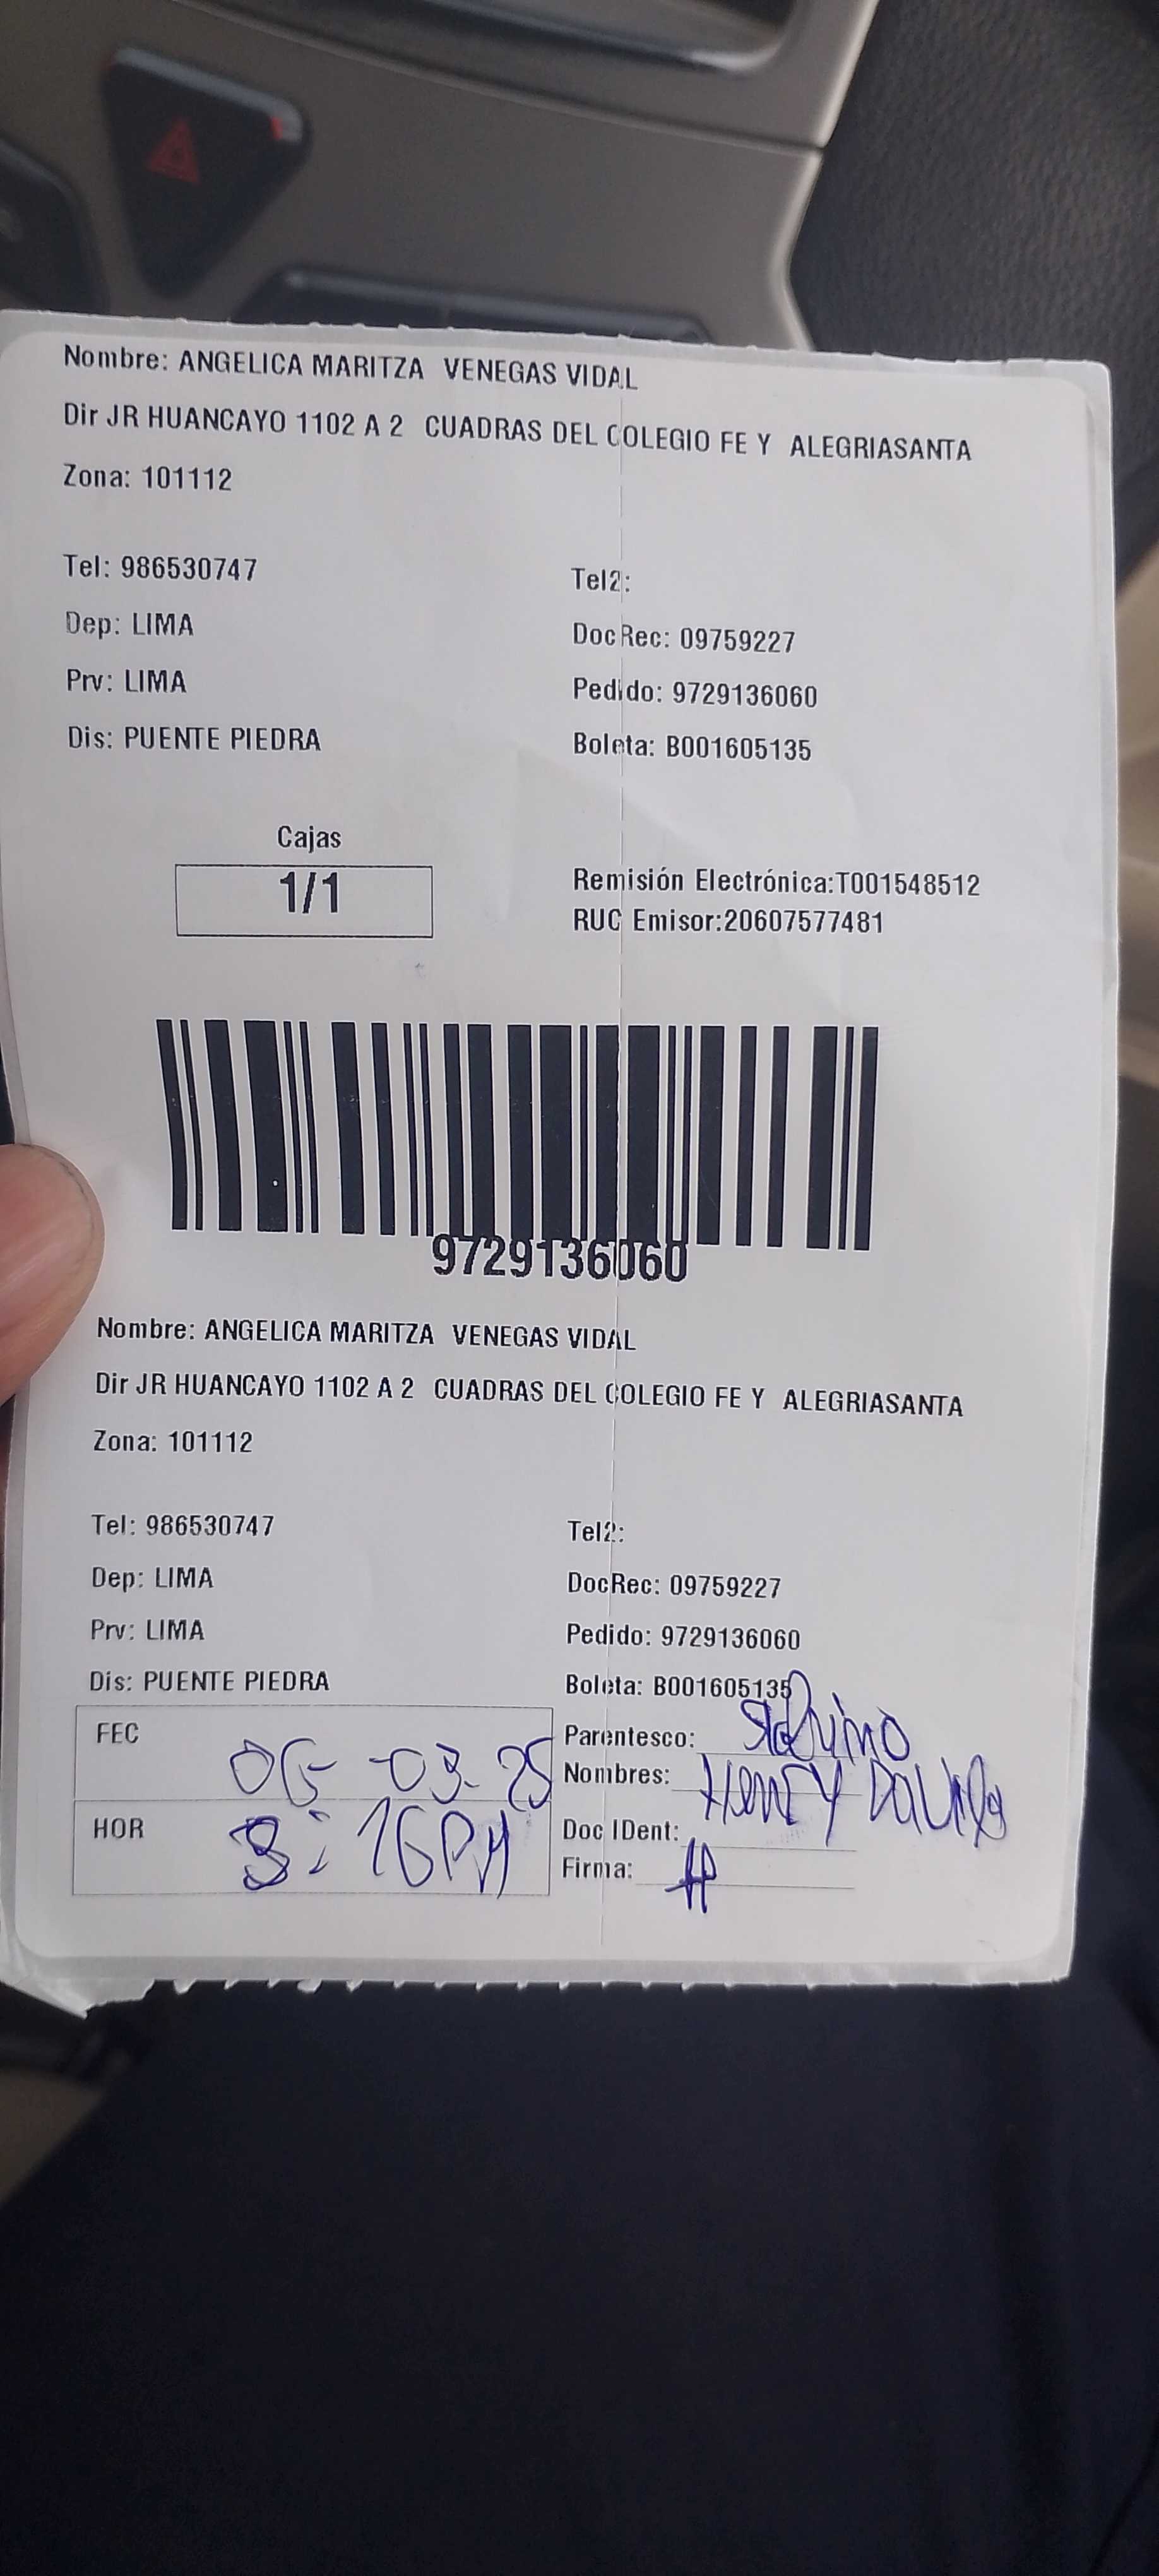 Nombre: ANGELICA MARITZA VENEGAS VIDAL
Dir JR HUANCAYO 1102 A 2 CUADRAS DEL COLEGIO FE Y ALEGRIASANTA
Zona: 101112
Tel: 986530747 Tel2:
Dep: LIMA DocRec: 09759227
Prv: LIMA Pedido: 9729136060
Dis: PUENTE PIEDRA Boleta: B001605135
Cajas
1/1
Remisión Electrónica:T001548512
RUC Emisor:20607577481
9729136060
Nombre: ANGELICA MARITZA VENEGAS VIDAL
Dir JR HUANCAYO 1102 A 2 CUADRAS DEL COLEGIO FE Y ALEGRIASANTA
Zona: 101112
Tel: 986530747 Tel2:
Dep: LIMA DocRec: 09759227
Prv: LIMA Pedido: 9729136060
Dis: PUENTE PIEDRA Boleta: B001605135
FEC 05-03-25 Parentesco:
Nombres: Henry Davila
HOR 3:16PM Doc IDent:
Firma: